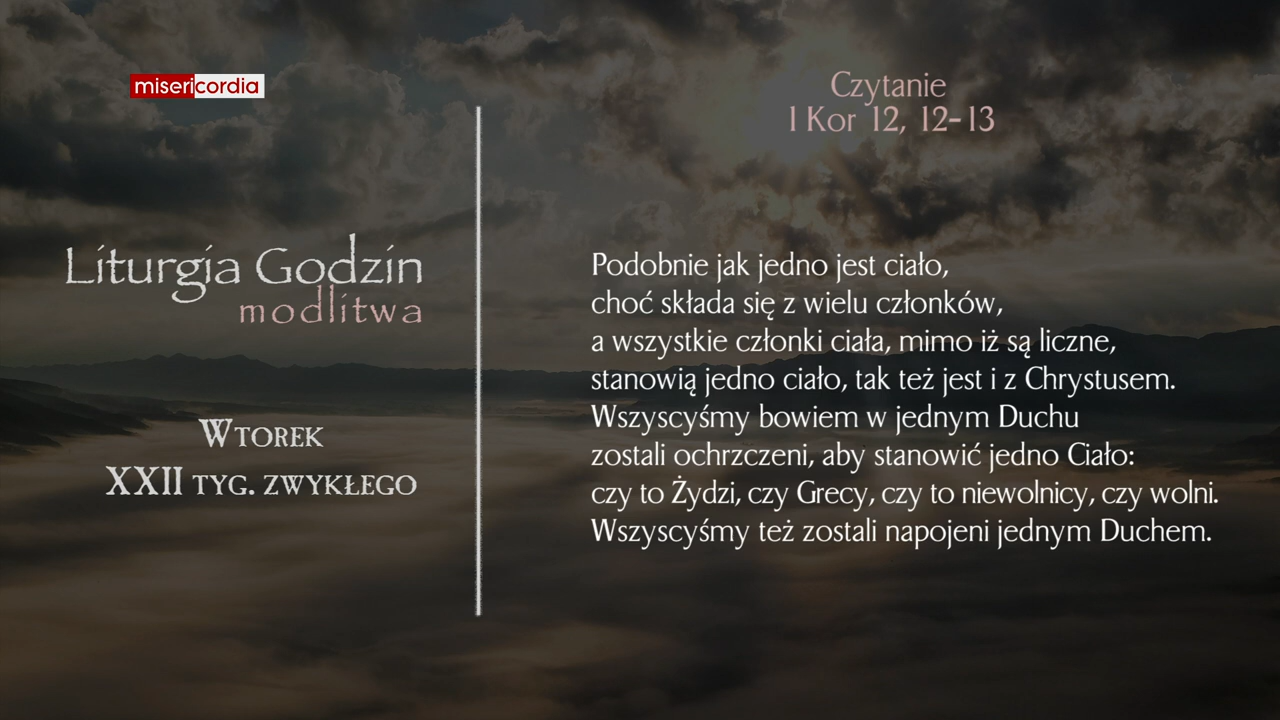 misericordia
Liturgia Godzin
modlitwa
Wtorek
XXII tyg. zwykłego
Czytanie
1 Kor 12, 12-13
Podobnie jak jedno jest ciało,
choć składa się z wielu członków,
a wszystkie członki ciała, mimo iż są liczne,
stanowią jedno ciało, tak też jest i z Chrystusem.
Wszyscyśmy bowiem w jednym Duchu
zostali ochrzczeni, aby stanowić jedno Ciało:
czy to Żydzi, czy Grecy, czy to niewolnicy, czy wolni.
Wszyscyśmy też zostali napojeni jednym Duchem.